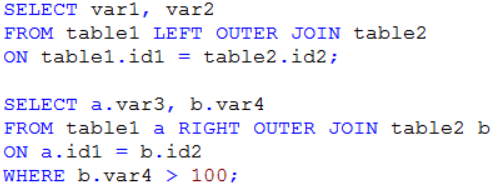 SELECT var1, var2
FROM table1 LEFT OUTER JOIN table2
ON table1.id1 = table2.id2;
SELECT a.var3, b.var4
FROM table1 a RIGHT OUTER JOIN table2 b
ON a.id1 = b.id2
WHERE b.var4 > 100;